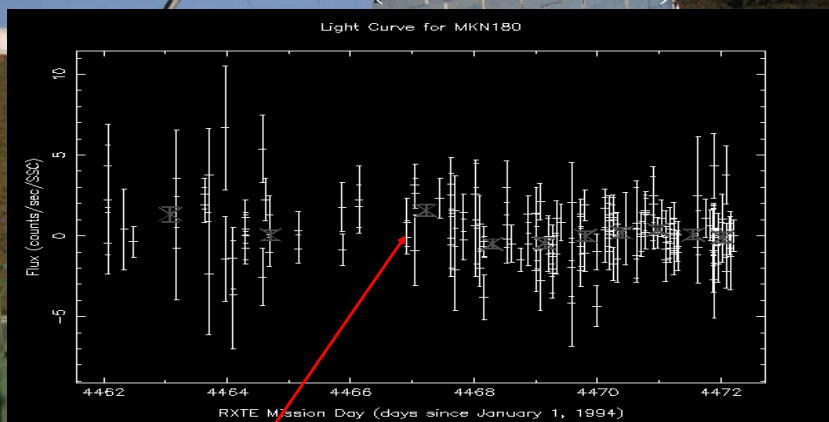 Light Curve for MKN180
10
5
0
-5
Flux (counts/sec/SSC)
4462 4464 4466 4468 4470 4472
RXTE Mission Day (days since January 1, 1994)